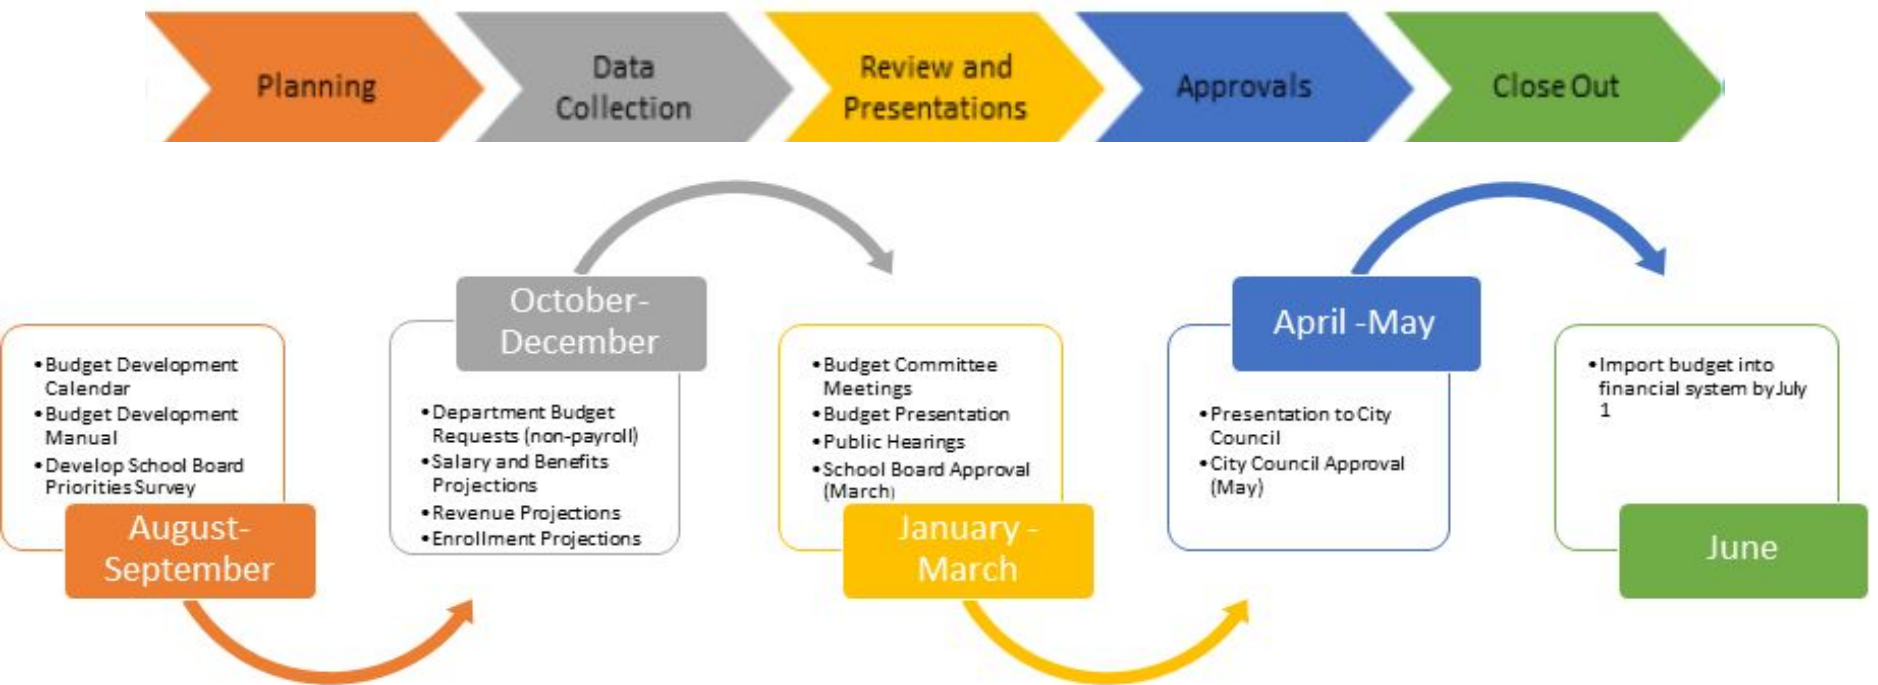 Planning
Data
Collection
Review and
Presentations
Approvals
Close Out
•Budget Development
Calendar
•Budget Development
Manual
•Develop School Board
Priorities Survey
August-
September
October-
December
•Department Budget
Requests (non-payroll)
•Salary and Benefits
Projections
•Revenue Projections
•Enrollment Projections
•Budget Committee
Meetings
•Budget Presentation
•Public Hearings
•School Board Approval
(March)
January -
March
April -May
•Presentation to City
Council
•City Council Approval
(May)
•Import budget into
financial system by July
1
June